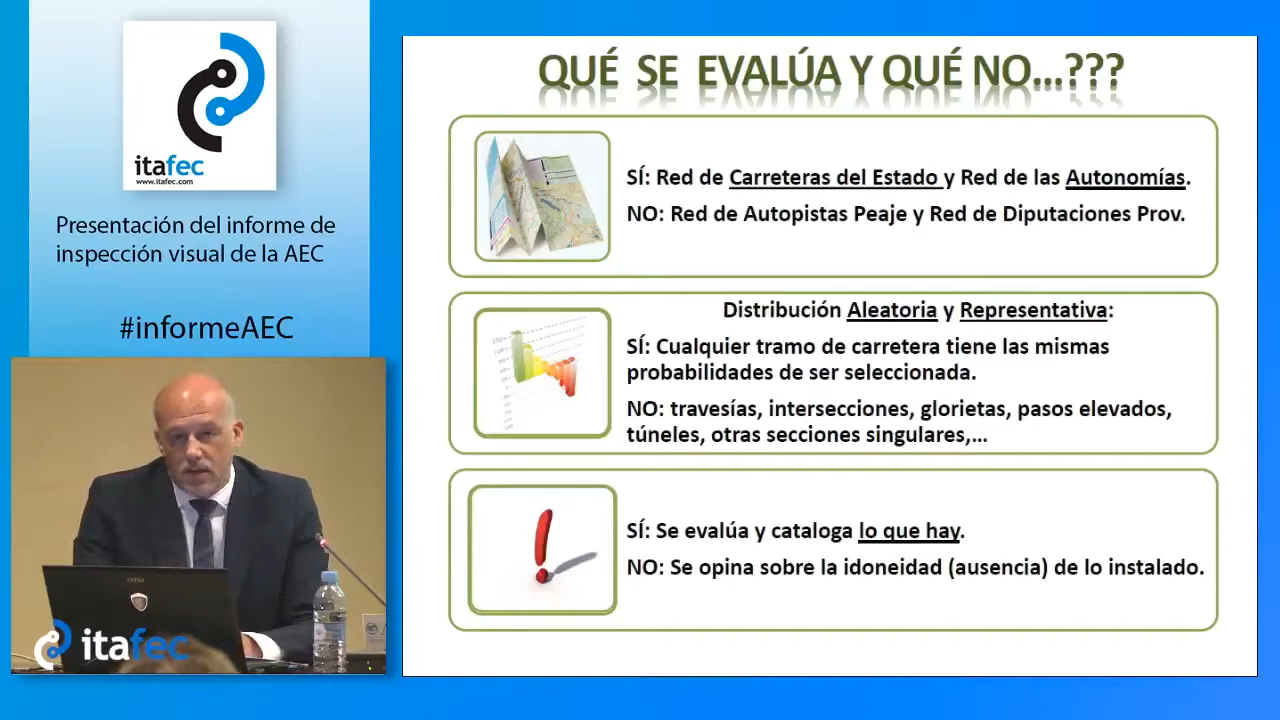 itafec
www.itafec.com
Presentación del informe de
inspección visual de la AEC
#informeAEC
itafec
QUÉ SE EVALÚA Y QUÉ NO...???
SÍ: Red de Carreteras del Estado y Red de las Autonomías.
NO: Red de Autopistas Peaje y Red de Diputaciones Prov.
Distribución Aleatoria y Representativa:
SÍ: Cualquier tramo de carretera tiene las mismas
probabilidades de ser seleccionada.
NO: travesías, intersecciones, glorietas, pasos elevados,
túneles, otras secciones singulares,...
SÍ: Se evalúa y cataloga lo que hay.
NO: Se opina sobre la idoneidad (ausencia) de lo instalado.